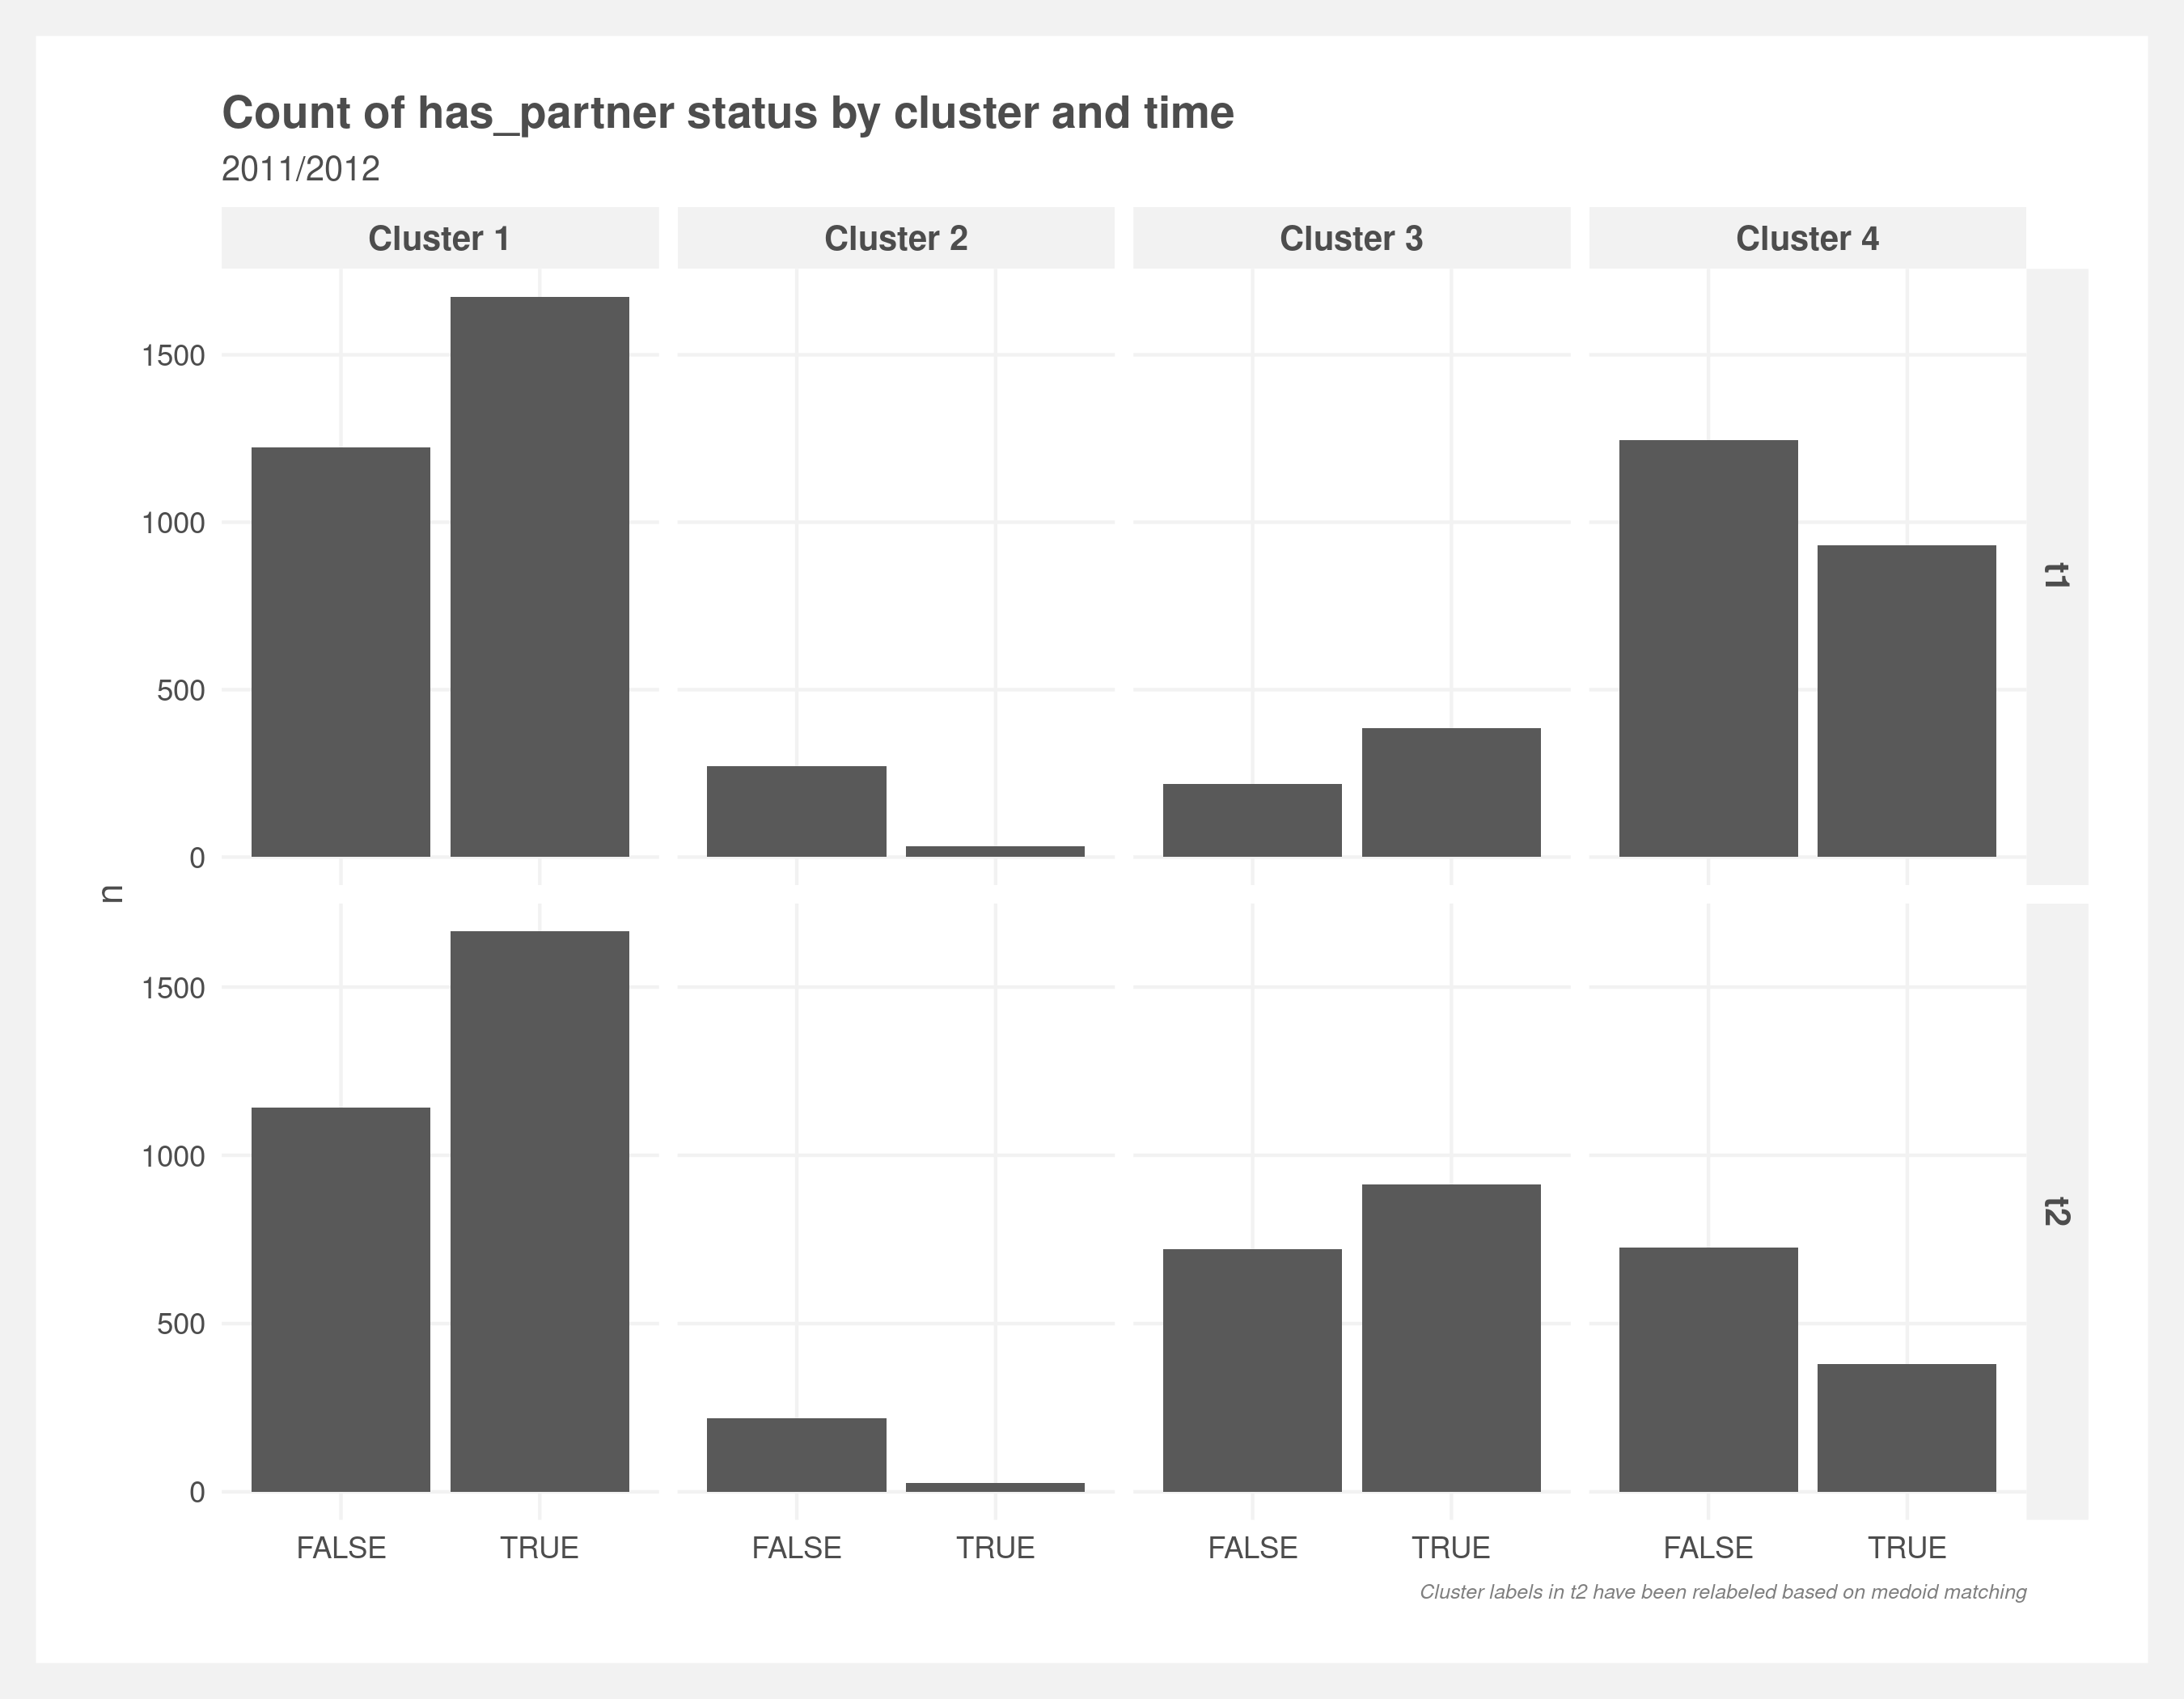 Count of has_partner status by cluster and time
2011/2012
Cluster 1
Cluster 2
Cluster 3
Cluster 4
1500
1000
500
0
t1
n
1500
1000
500
0
t2
FALSE
TRUE
FALSE
TRUE
FALSE
TRUE
FALSE
TRUE
Cluster labels in t2 have been relabeled based on medoid matching